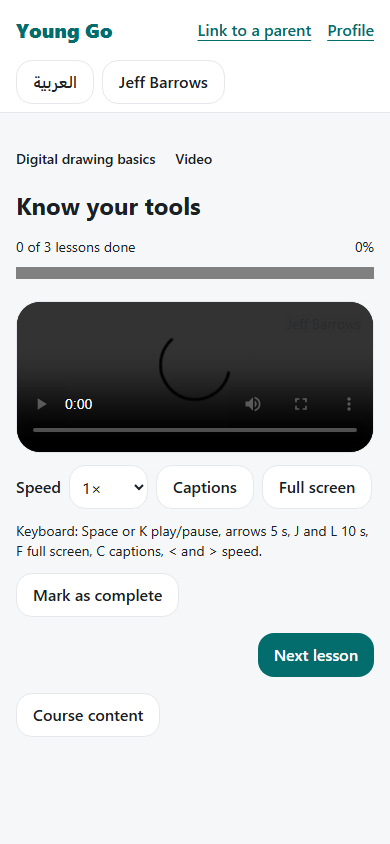 Young Go
Link to a parent
Profile
العربية
Jeff Barrows
Digital drawing basics
Video
Know your tools
0 of 3 lessons done
0%
Jeff Barrows
0:00
Speed
1×
Captions
Full screen
Keyboard: Space or K play/pause, arrows 5 s, J and L 10 s,
F full screen, C captions, < and > speed.
Mark as complete
Next lesson
Course content